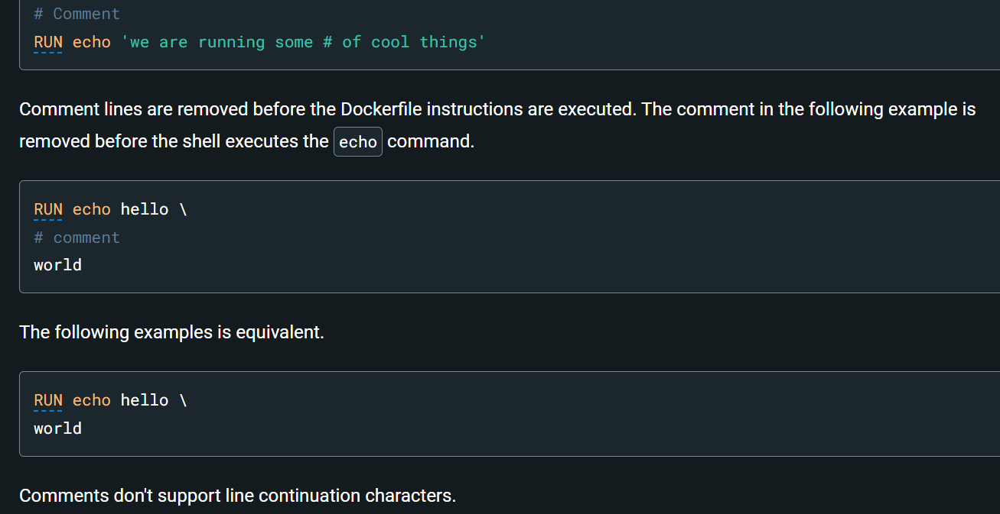 # Comment
RUN echo 'we are running some # of cool things'
Comment lines are removed before the Dockerfile instructions are executed. The comment in the following example is
removed before the shell executes the echo command.
RUN echo hello \
# comment
world
The following examples is equivalent.
RUN echo hello \
world
Comments don't support line continuation characters.